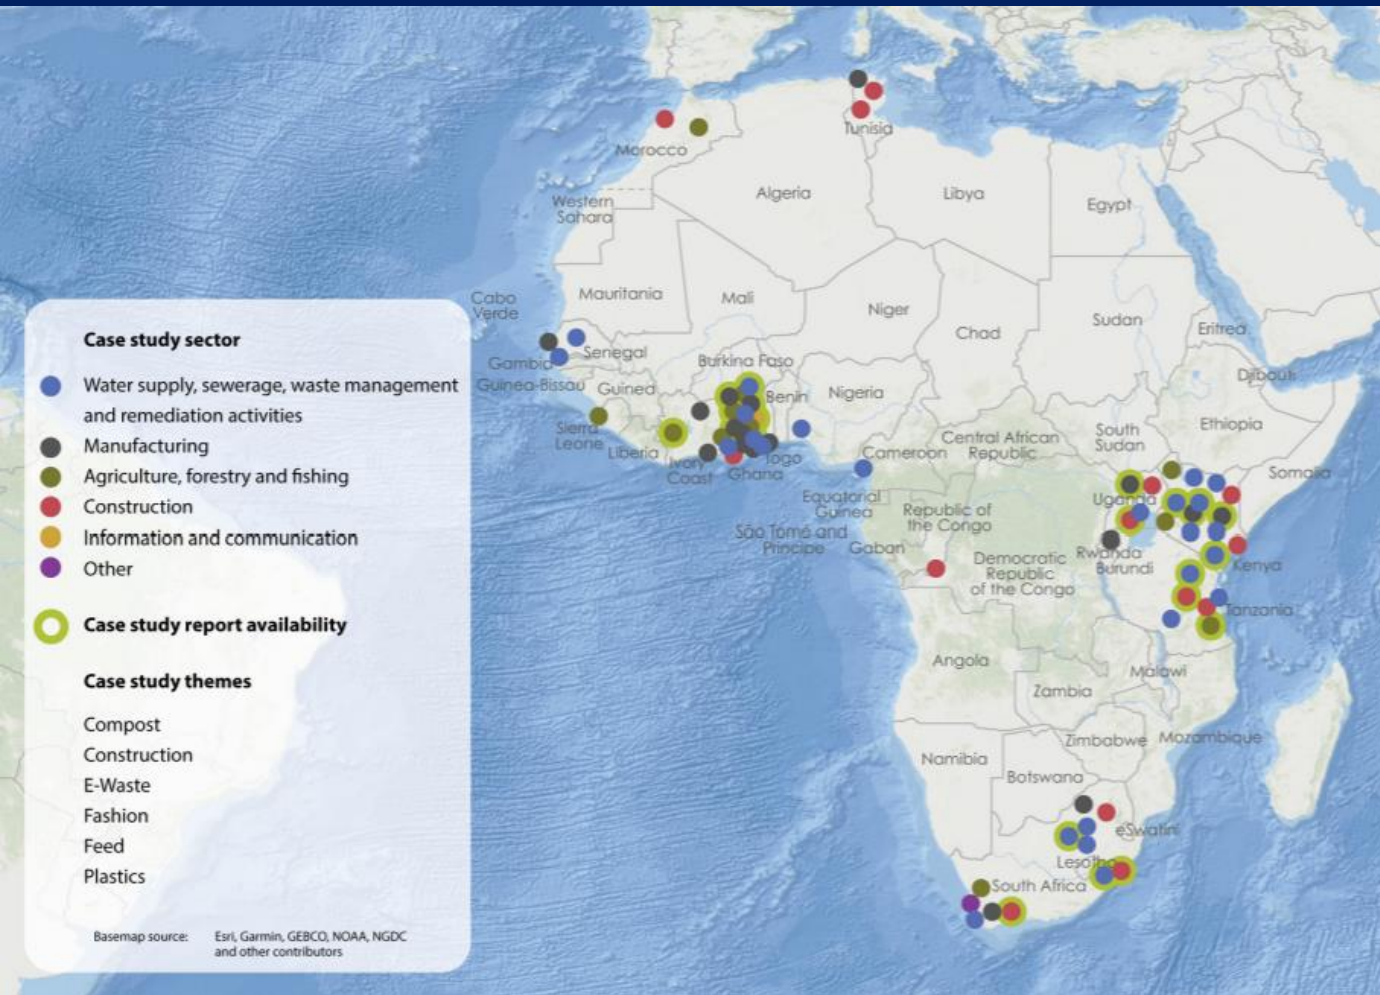 Case study sector
Water supply, sewerage, waste management
and remediation activities
Manufacturing
Agriculture, forestry and fishing
Construction
Information and communication
Other
Case study report availability
Case study themes
Compost
Construction
E-Waste
Fashion
Feed
Plastics
Basemap source: Esri, Garmin, GEBCO, NOAA, NGDC
and other contributors
Tunisia
Morocco
Algeria
Libya
Egypt
Western
Sahara
Cabo
Verde
Mauritania
Mali
Niger
Chad
Sudan
Eritrea
Gambia
Senegal
Burkina Faso
Djibouti
Guinea-Bissau
Guinea
Benin
Nigeria
Ethiopia
Sierra
Leone
Liberia
Ivory
Coast
Ghana
Togo
Cameroon
Central African
Republic
South
Sudan
Somalia
Equatorial
Guinea
Republic of
the Congo
Uganda
São Tomé and
Principe
Gabon
Democratic
Republic
of the Congo
Rwanda
Burundi
Kenya
Tanzania
Angola
Malawi
Zambia
Zimbabwe
Mozambique
Namibia
Botswana
eSwatini
Lesotho
South Africa